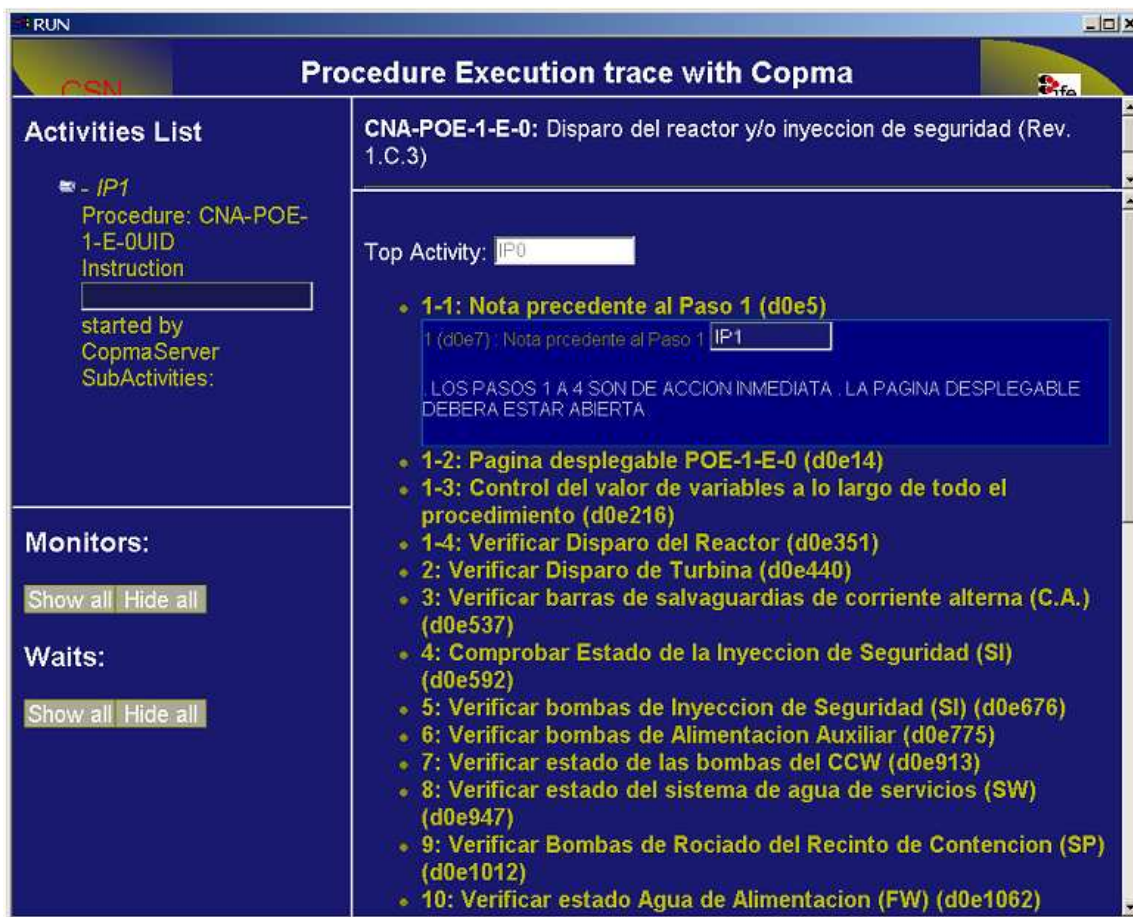 RUN
CSN
Procedure Execution trace with Copma
ife
Activities List
- IP1
Procedure: CNA-POE-
1-E-0UID
Instruction
started by
CopmaServer
SubActivities:
Monitors:
Show all Hide all
Waits:
Show all Hide all
CNA-POE-1-E-0: Disparo del reactor y/o inyeccion de seguridad (Rev.
1.C.3)
Top Activity: IP0
1-1: Nota precedente al Paso 1 (d0e5)
1 (d0e7) : Nota prcedente al Paso 1 IP1
. LOS PASOS 1 A 4 SON DE ACCION INMEDIATA . LA PAGINA DESPLEGABLE
DEBERA ESTAR ABIERTA
1-2: Pagina desplegable POE-1-E-0 (d0e14)
1-3: Control del valor de variables a lo largo de todo el
procedimiento (d0e216)
1-4: Verificar Disparo del Reactor (d0e351)
2: Verificar Disparo de Turbina (d0e440)
3: Verificar barras de salvaguardias de corriente alterna (C.A.)
(d0e537)
4: Comprobar Estado de la Inyeccion de Seguridad (SI)
(d0e592)
5: Verificar bombas de Inyeccion de Seguridad (SI) (d0e676)
6: Verificar bombas de Alimentacion Auxiliar (d0e775)
7: Verificar estado de las bombas del CCW (d0e913)
8: Verificar estado del sistema de agua de servicios (SW)
(d0e947)
9: Verificar Bombas de Rociado del Recinto de Contencion (SP)
(d0e1012)
10: Verificar estado Agua de Alimentacion (FW) (d0e1062)